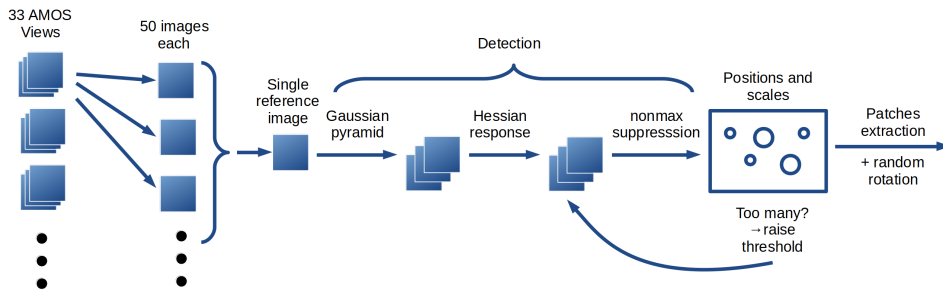 33 AMOS
Views
50 images
each
Single
reference
image
Detection
Gaussian
pyramid
Hessian
response
nonmax
suppresssion
Positions and
scales
Too many?
→raise
threshold
Patches
extraction
+ random
rotation